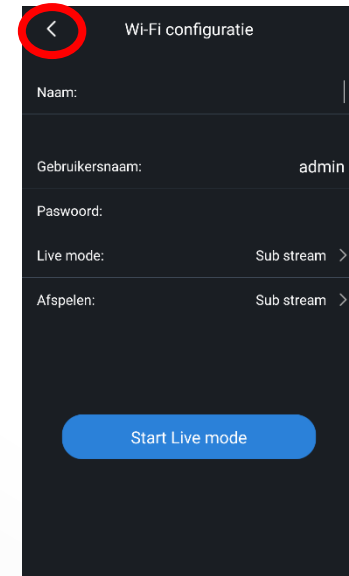 Wi-Fi configuratie
Naam:
Gebruikersnaam: admin
Paswoord:
Live mode: Sub stream
Afspelen: Sub stream
Start Live mode